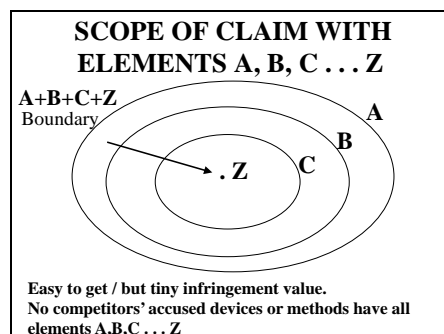 SCOPE OF CLAIM WITH
ELEMENTS A, B, C . . . Z
A+B+C+Z
Boundary
A
B
C
. Z
Easy to get / but tiny infringement value.
No competitors' accused devices or methods have all
elements A,B,C . . . Z